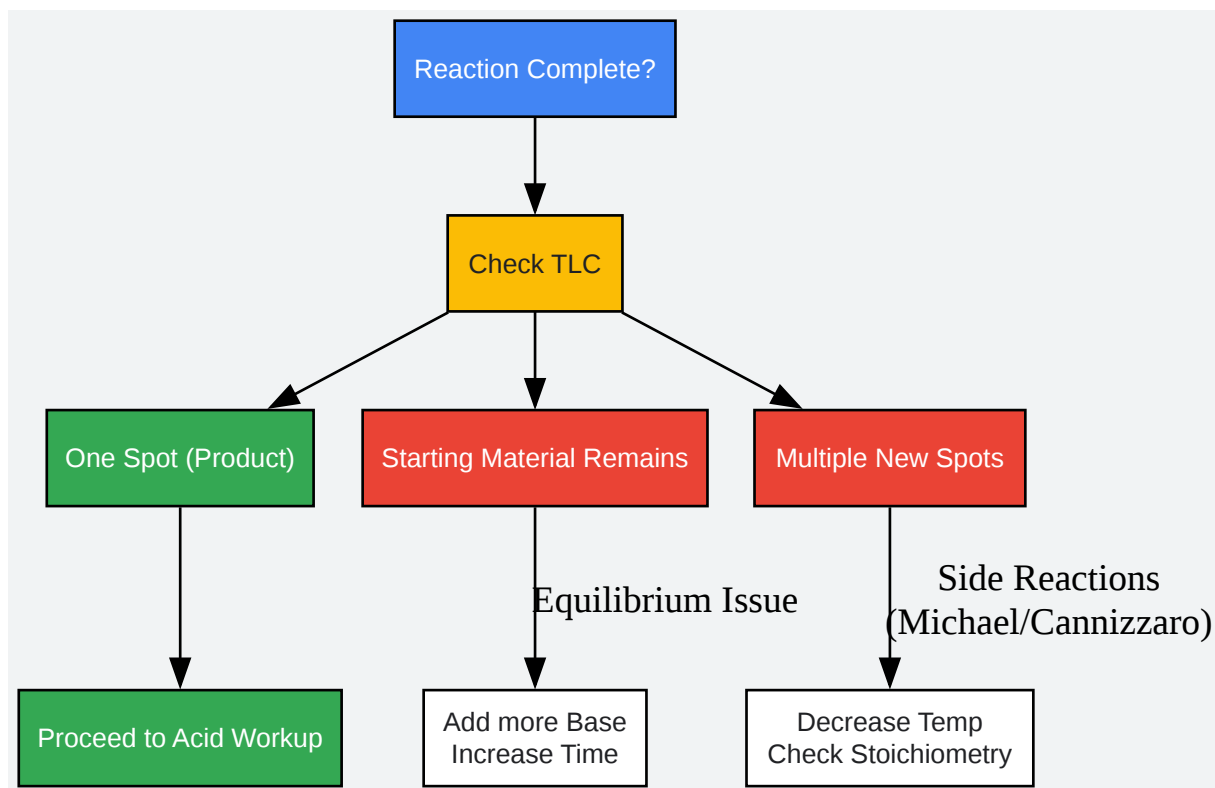 Reaction Complete?
Check TLC
One Spot (Product)
Starting Material Remains
Multiple New Spots
Equilibrium Issue
Side Reactions
(Michael/Cannizzaro)
Proceed to Acid Workup
Add more Base
Increase Time
Decrease Temp
Check Stoichiometry